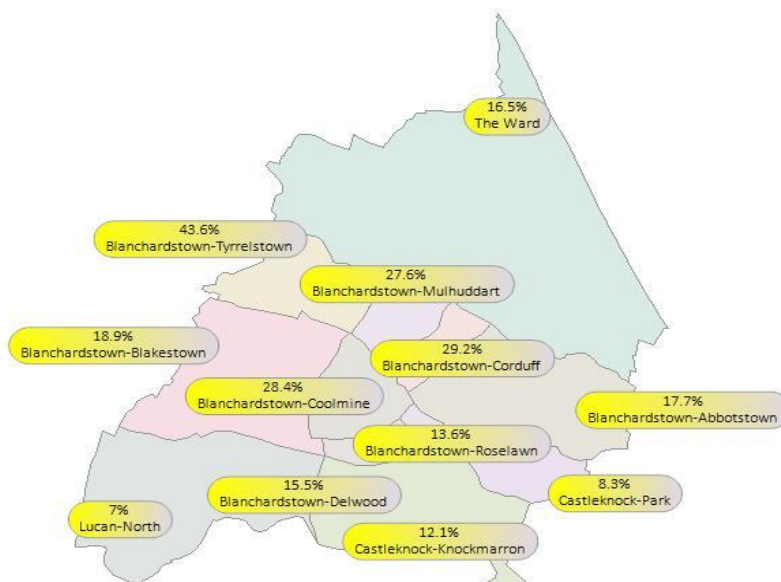 16.5%
The Ward
43.6%
Blanchardstown-Tyrrelstown
27.6%
Blanchardstown-Mulhuddart
18.9%
Blanchardstown-Blakestown
29.2%
Blanchardstown-Corduff
28.4%
Blanchardstown-Coolmine
17.7%
Blanchardstown-Abbotstown
13.6%
Blanchardstown-Roselawn
15.5%
Blanchardstown-Delwood
8.3%
Castleknock-Park
7%
Lucan-North
12.1%
Castleknock-Knockmarron